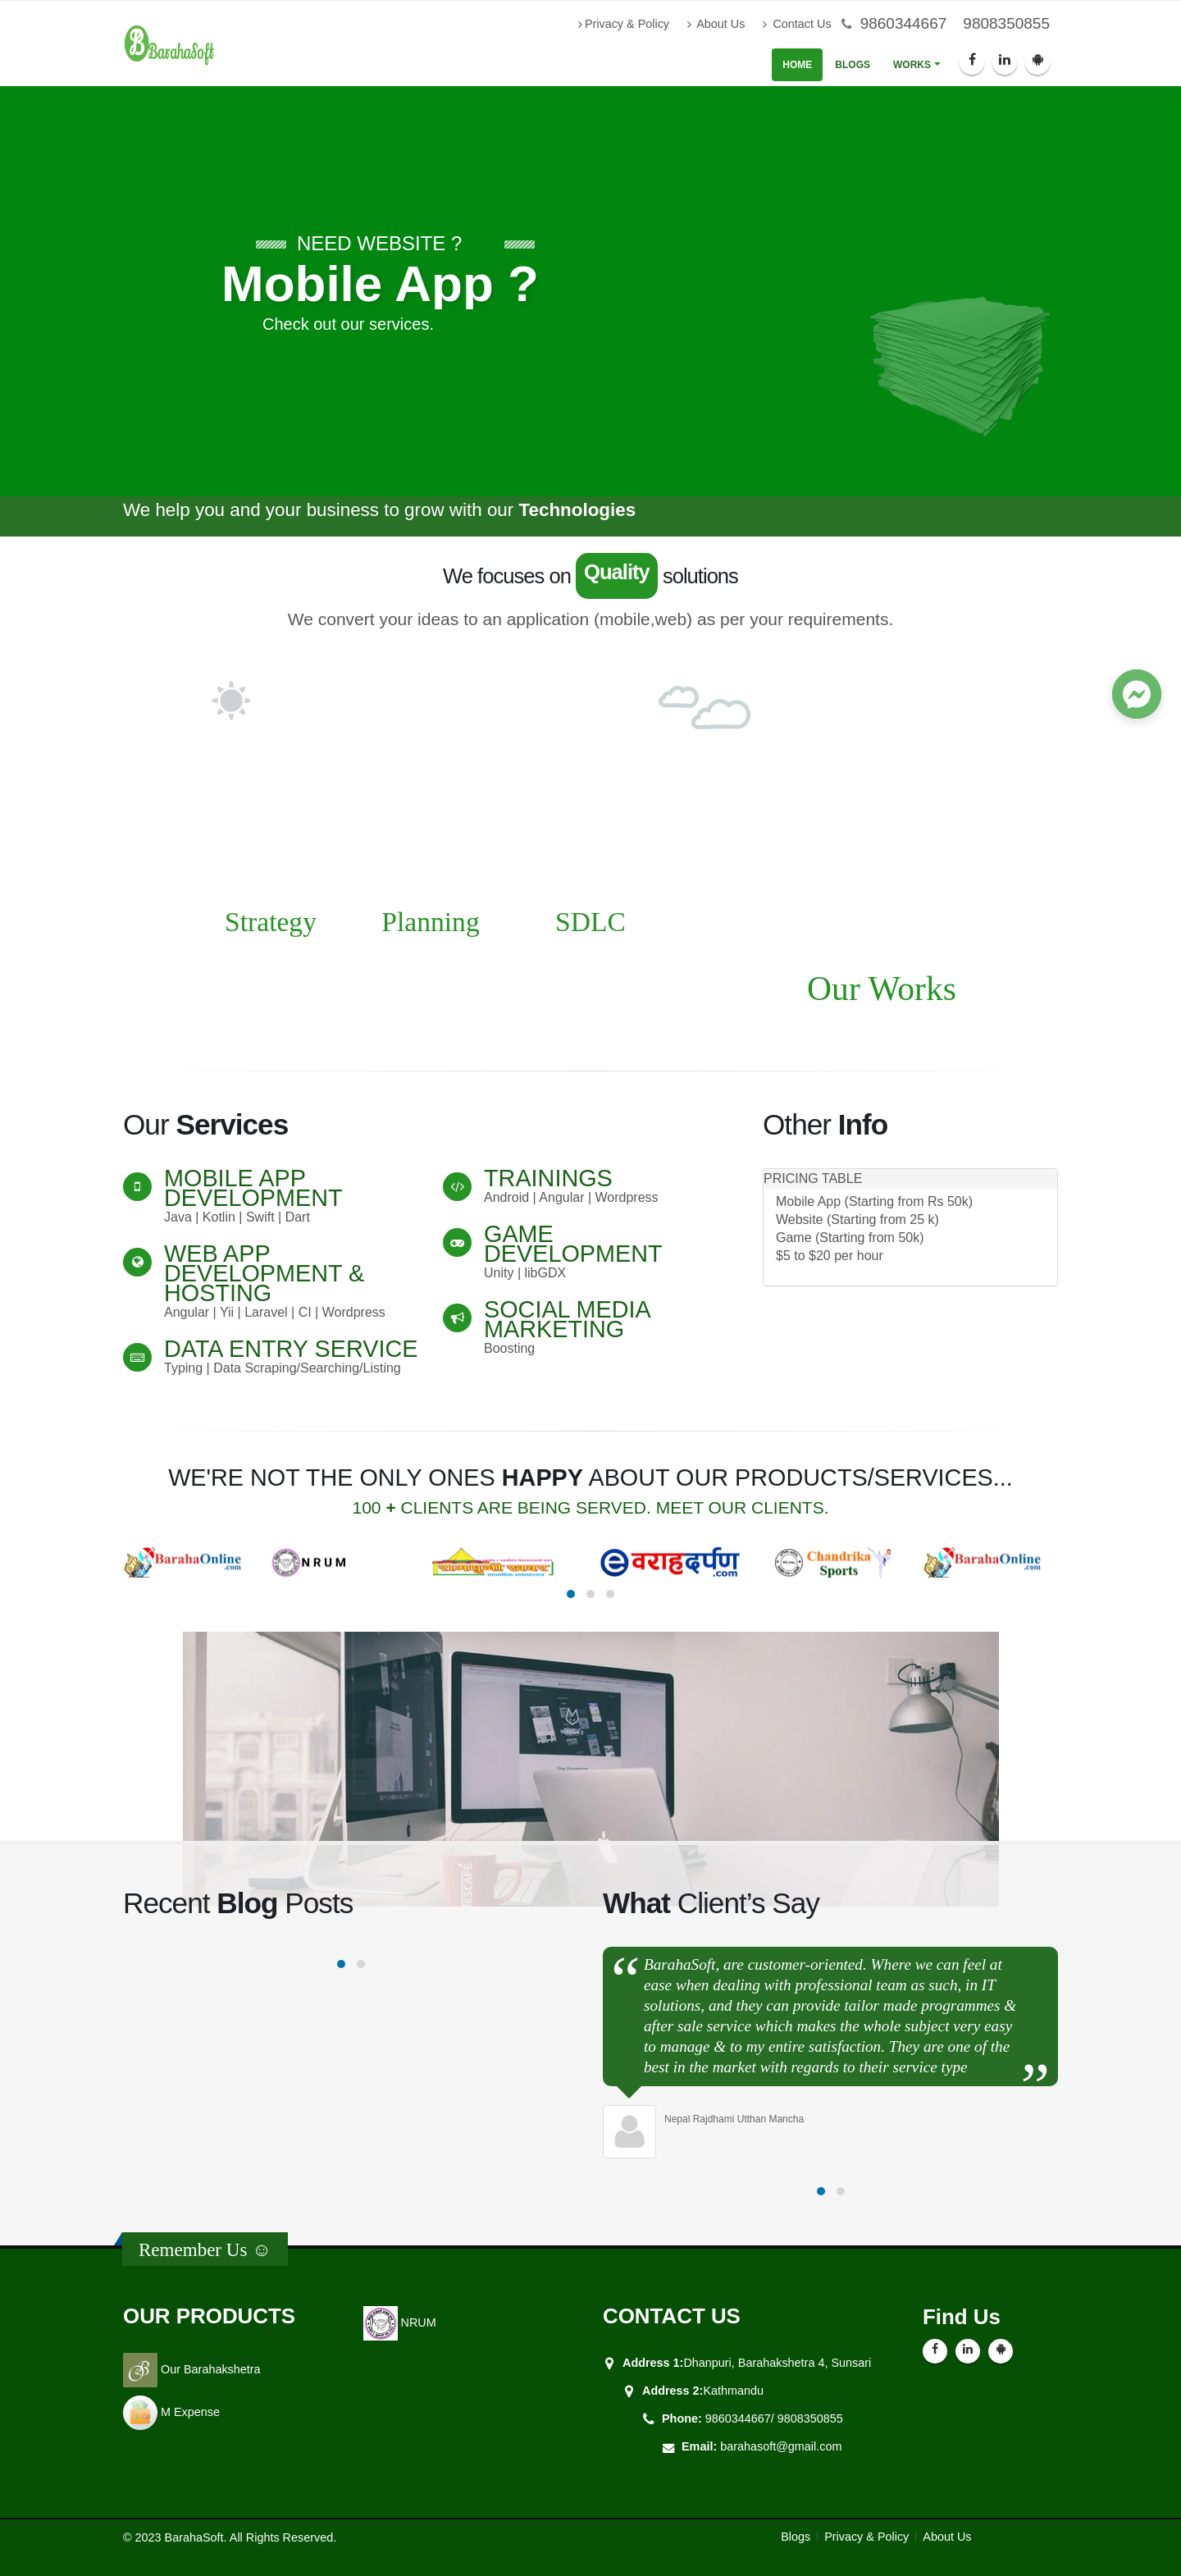 BarahaSoft
Privacy & Policy About Us Contact Us 9860344667 9808350855
HOME BLOGS WORKS
NEED WEBSITE ?
Mobile App ?
Check out our services.
We help you and your business to grow with our Technologies
We focuses on Quality solutions
We convert your ideas to an application (mobile,web) as per your requirements.
Strategy Planning SDLC
Our Works
Our Services
MOBILE APP
DEVELOPMENT
Java | Kotlin | Swift | Dart
WEB APP
DEVELOPMENT &
HOSTING
Angular | Yii | Laravel | CI | Wordpress
DATA ENTRY SERVICE
Typing | Data Scraping/Searching/Listing
TRAININGS
Android | Angular | Wordpress
GAME
DEVELOPMENT
Unity | libGDX
SOCIAL MEDIA
MARKETING
Boosting
Other Info
PRICING TABLE
Mobile App (Starting from Rs 50k)
Website (Starting from 25 k)
Game (Starting from 50k)
$5 to $20 per hour
WE'RE NOT THE ONLY ONES HAPPY ABOUT OUR PRODUCTS/SERVICES...
100 + CLIENTS ARE BEING SERVED. MEET OUR CLIENTS.
BarahaOnline
.com
NRUM
eवराहदर्पण
.com
Chandrika
Sports
BarahaOnline
.com
NESCAFÉ
Recent Blog Posts
What Client’s Say
“ BarahaSoft, are customer-oriented. Where we can feel at
ease when dealing with professional team as such, in IT
solutions, and they can provide tailor made programmes &
after sale service which makes the whole subject very easy
to manage & to my entire satisfaction. They are one of the
best in the market with regards to their service type ”
Nepal Rajdhami Utthan Mancha
Remember Us ☺
OUR PRODUCTS
Our Barahakshetra
M Expense
NRUM
CONTACT US
Address 1:Dhanpuri, Barahakshetra 4, Sunsari
Address 2:Kathmandu
Phone: 9860344667/ 9808350855
Email: barahasoft@gmail.com
Find Us
© 2023 BarahaSoft. All Rights Reserved.
Blogs Privacy & Policy About Us